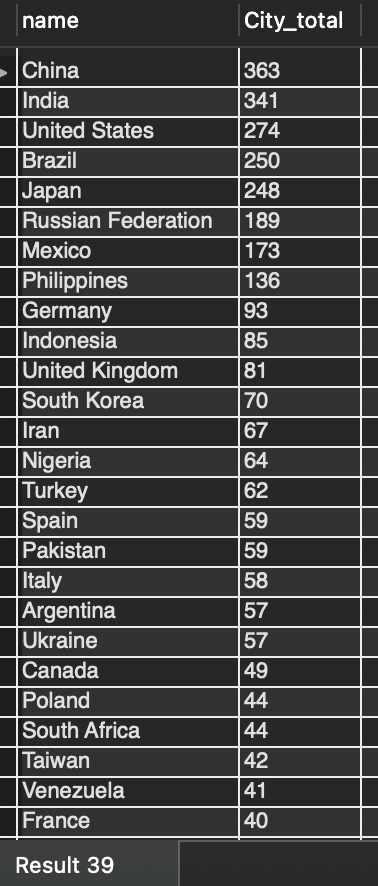 name City_total
China 363
India 341
United States 274
Brazil 250
Japan 248
Russian Federation 189
Mexico 173
Philippines 136
Germany 93
Indonesia 85
United Kingdom 81
South Korea 70
Iran 67
Nigeria 64
Turkey 62
Spain 59
Pakistan 59
Italy 58
Argentina 57
Ukraine 57
Canada 49
Poland 44
South Africa 44
Taiwan 42
Venezuela 41
France 40
Result 39